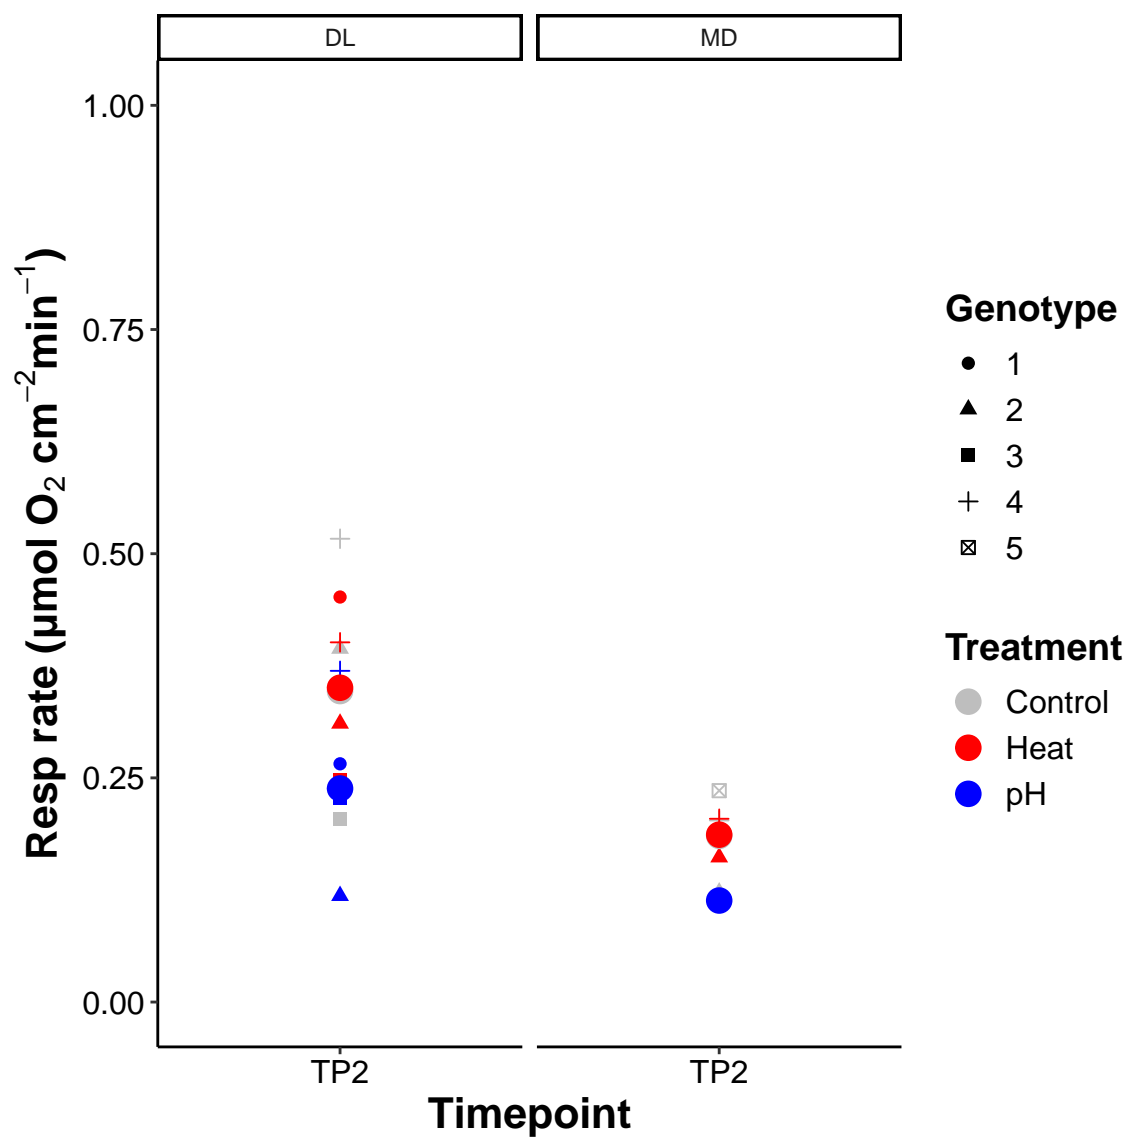 DL
MD
1.00
0.75
0.50
0.25
0.00
Resp rate (µmol O₂ cm⁻²min⁻¹)
TP2
TP2
Timepoint
Genotype
1
2
3
4
5
Treatment
Control
Heat
pH